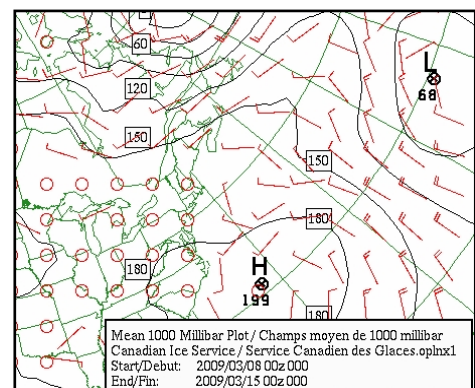 60
L
68
120
150
150
180
180
H
199
180
Mean 1000 Millibar Plot / Champs moyen de 1000 millibar
Canadian Ice Service / Service Canadien des Glaces.oplnx1
Start/Debut: 2009/03/08 00z 000
End/Fin: 2009/03/15 00z 000